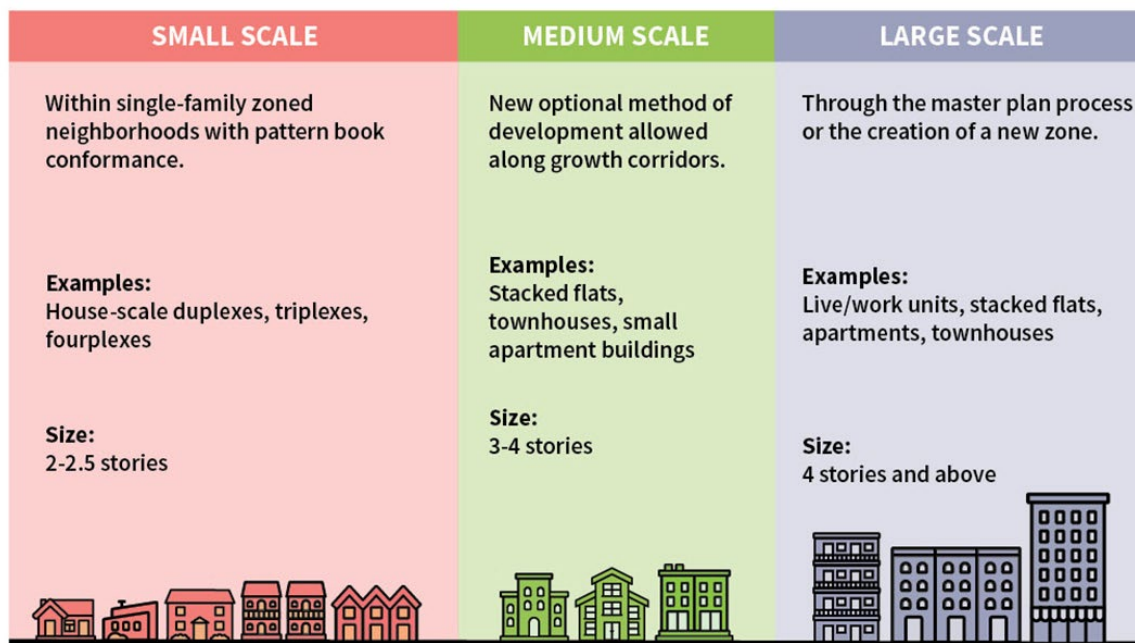 SMALL SCALE
Within single-family zoned
neighborhoods with pattern book
conformance.
Examples:
House-scale duplexes, triplexes,
fourplexes
Size:
2-2.5 stories
MEDIUM SCALE
New optional method of
development allowed
along growth corridors.
Examples:
Stacked flats,
townhouses, small
apartment buildings
Size:
3-4 stories
LARGE SCALE
Through the master plan process
or the creation of a new zone.
Examples:
Live/work units, stacked flats,
apartments, townhouses
Size:
4 stories and above